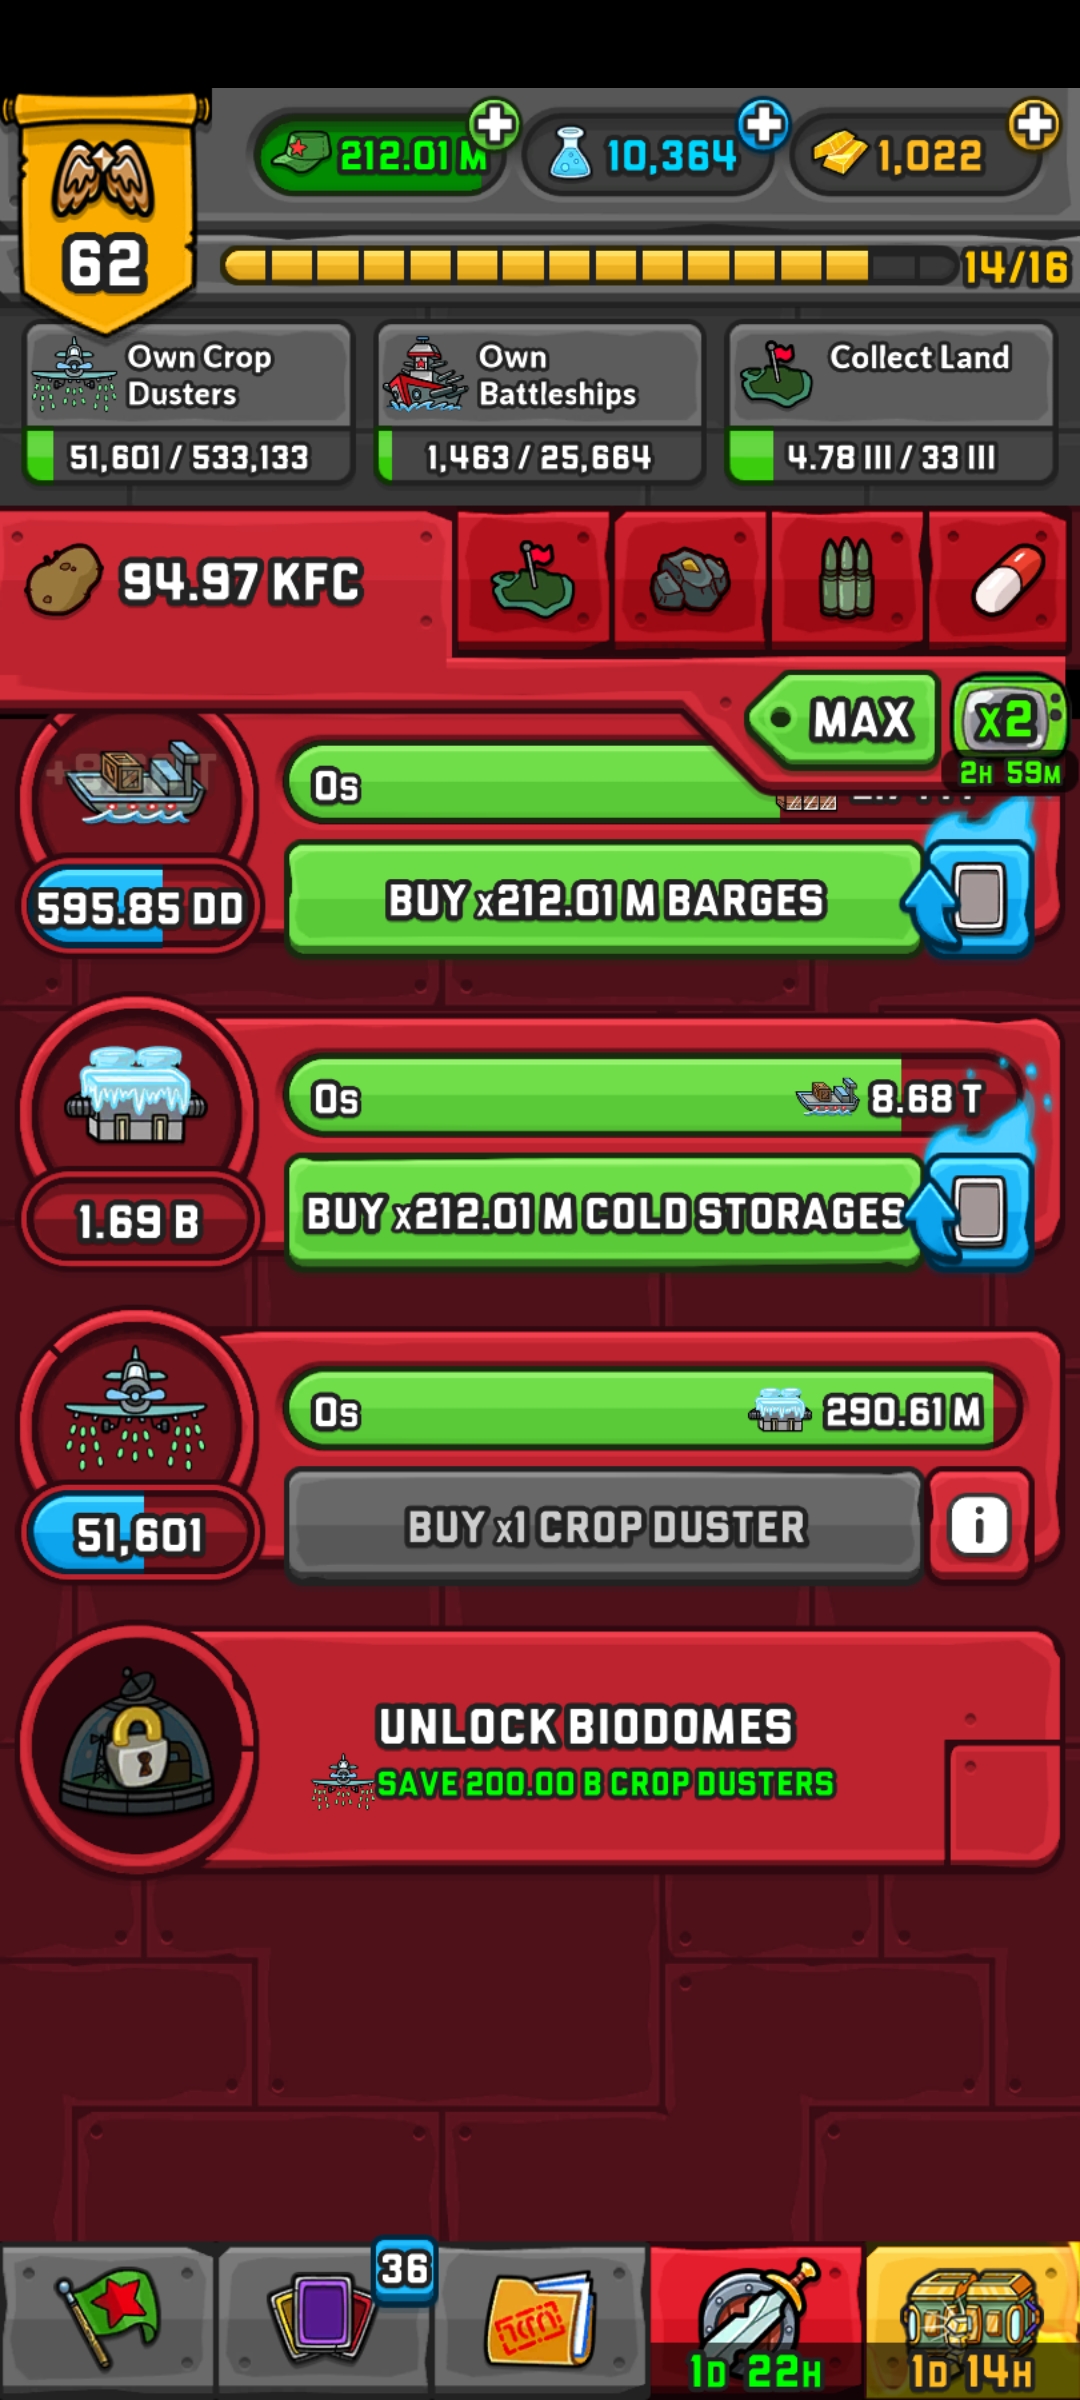 212.01 M
10,364
1,022
62
14/16
Own Crop
Dusters
51,601 / 533,133
Own
Battleships
1,463 / 25,664
Collect Land
4.78 III / 33 III
94.97 KFC
MAX
x2
2H 59M
0s
595.85 DD
BUY x212.01 M BARGES
0s
8.68 T
1.69 B
BUY x212.01 M COLD STORAGES
0s
290.61 M
51,601
BUY x1 CROP DUSTER
i
UNLOCK BIODOMES
SAVE 200.00 B CROP DUSTERS
36
1D 22H
1D 14H